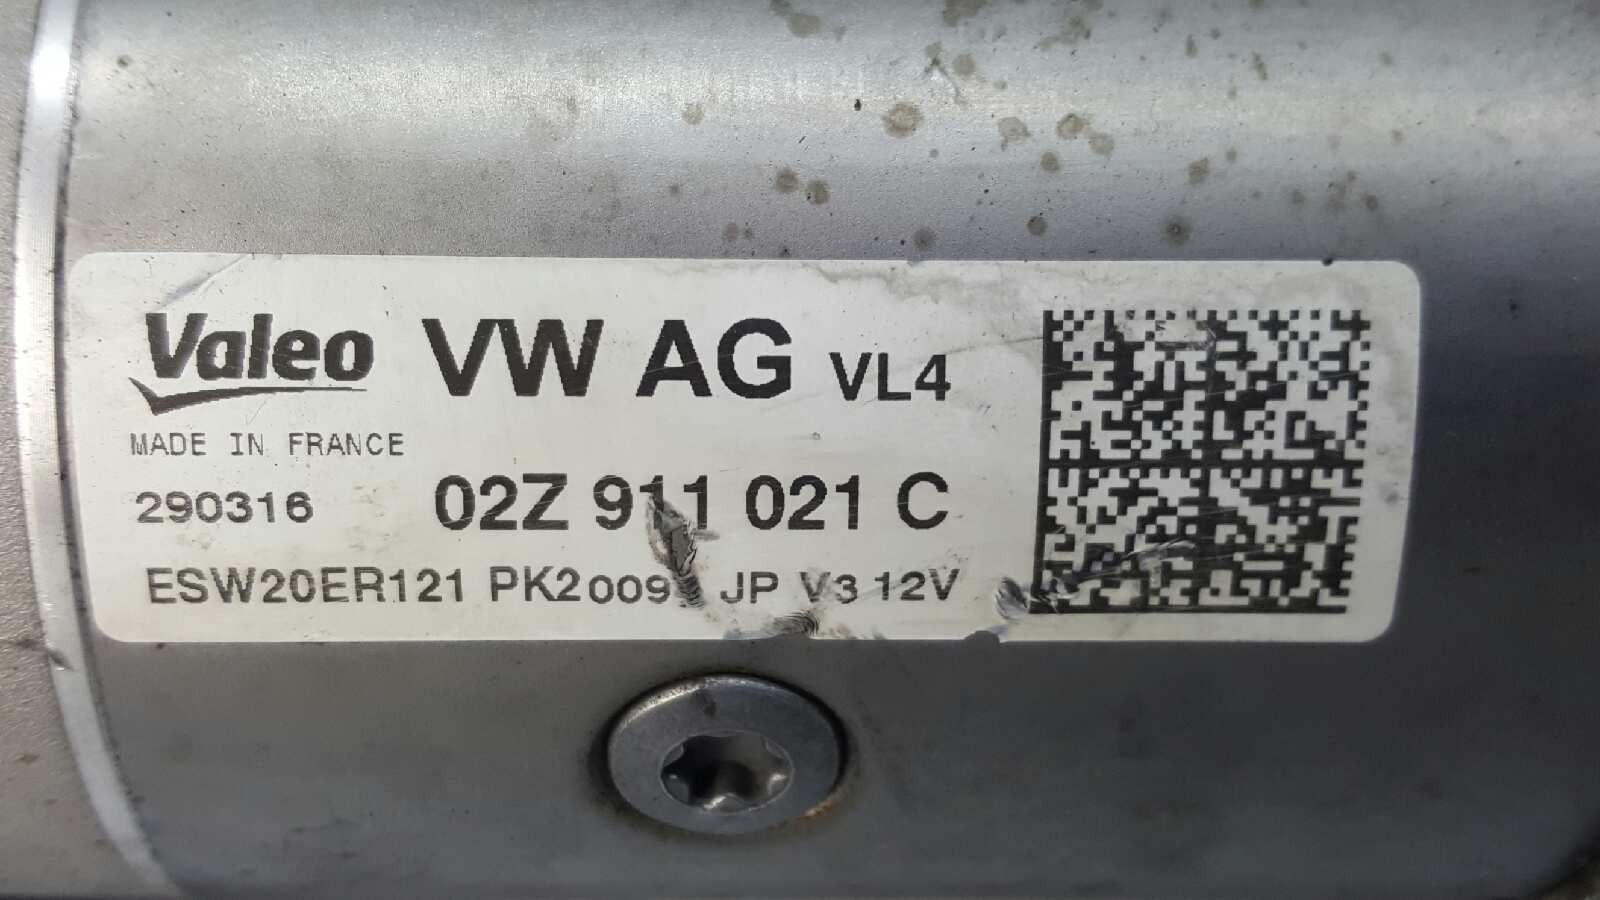 Valeo VW AG VL4
MADE IN FRANCE
290316 02Z 911 021 C
ESW20ER121 PK2009 JP V3 12V